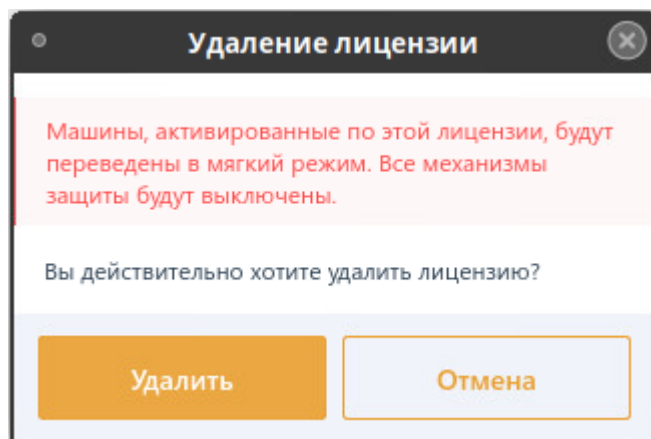 Удаление лицензии
Машины, активированные по этой лицензии, будут
переведены в мягкий режим. Все механизмы
защиты будут выключены.
Вы действительно хотите удалить лицензию?
Удалить
Отмена